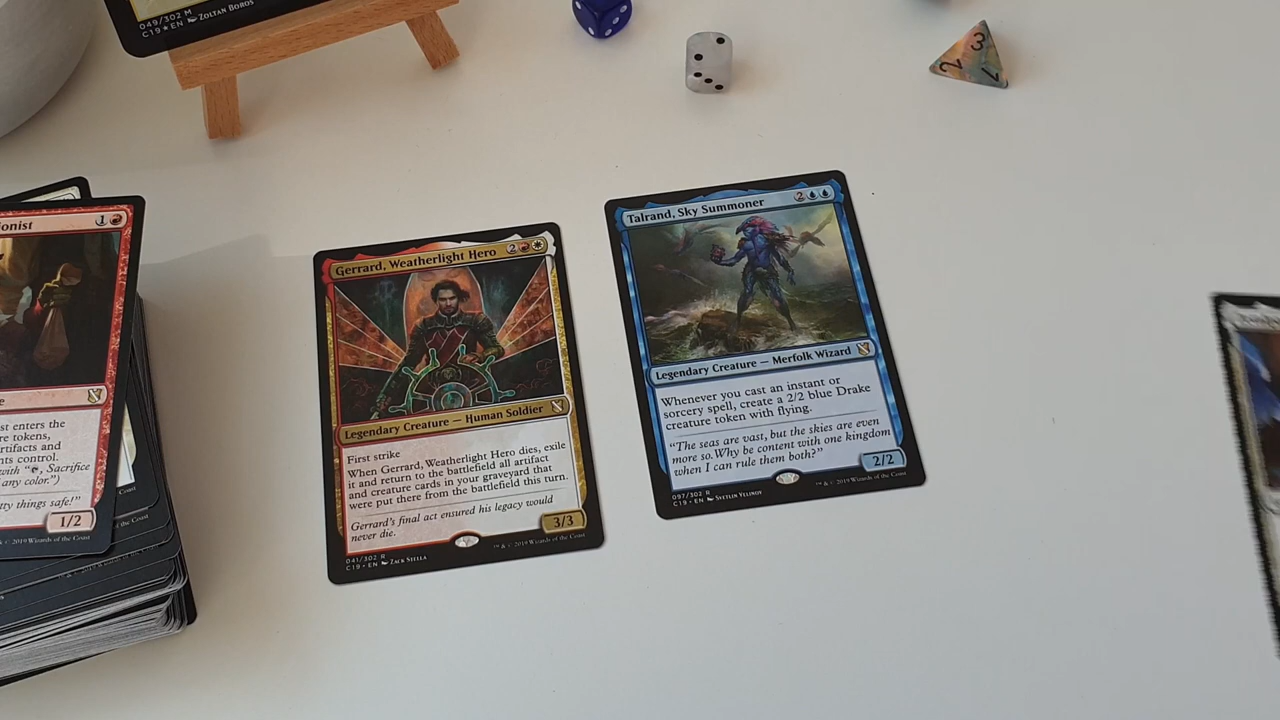 049/302 M
C19 ★ EN ZOLTAN BOROS
onist
1
st enters the
re tokens,
artifacts and
nts control.
with “ , Sacrifice
any color.”)
tty things safe!”
1/2
& © 2019 Wizards of the Coast
Gerrard, Weatherlight Hero
2
Legendary Creature — Human Soldier
First strike
When Gerrard, Weatherlight Hero dies, exile
it and return to the battlefield all artifact
and creature cards in your graveyard that
were put there from the battlefield this turn.
Gerrard's final act ensured his legacy would
never die.
3/3
041/302 R
C19 • EN ZACK STELLA
™ & © 2019 Wizards of the Coast
Talrand, Sky Summoner
2
Legendary Creature — Merfolk Wizard
Whenever you cast an instant or
sorcery spell, create a 2/2 blue Drake
creature token with flying.
“The seas are vast, but the skies are even
more so. Why be content with one kingdom
when I can rule them both?”
2/2
097/302 R
C19 • EN SVETLIN VELINOV
™ & © 2019 Wizards of the Coast
2
3